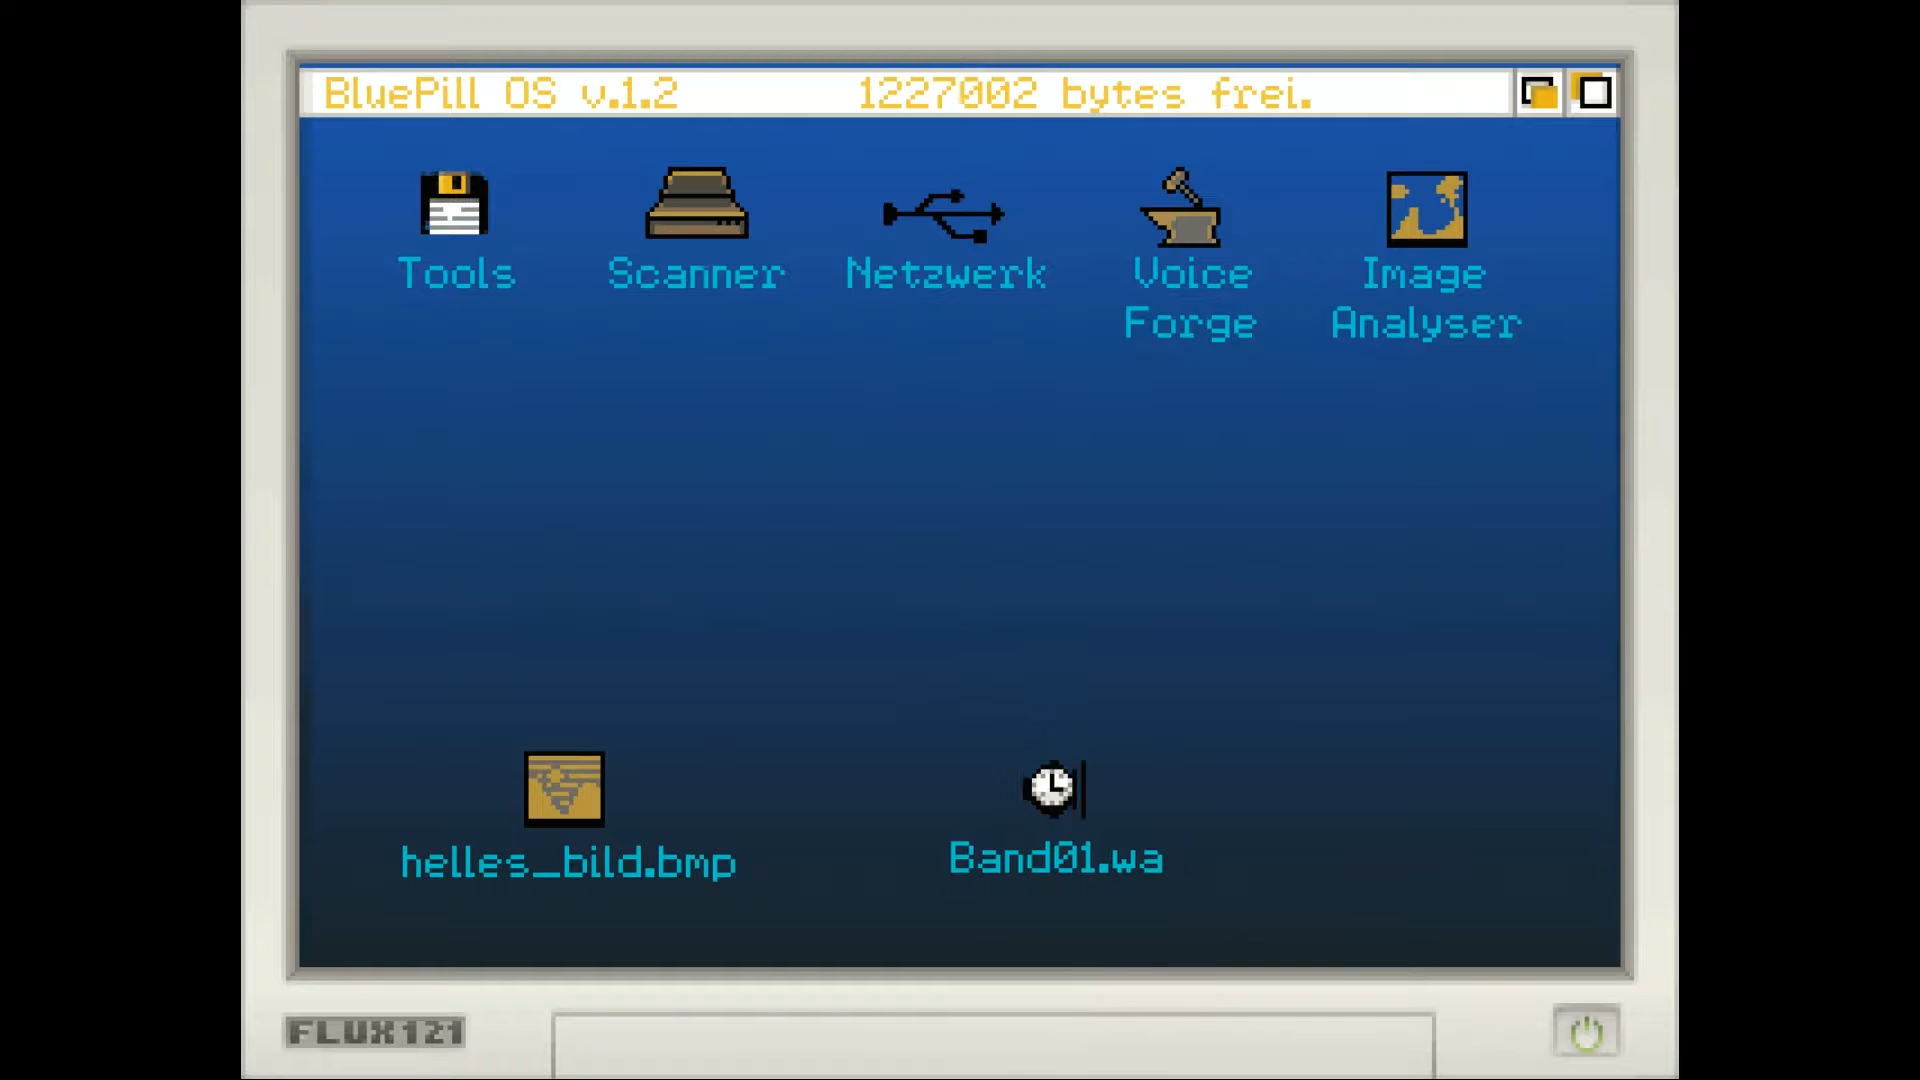 BluePill OS v.1.2 1227002 bytes frei.
Tools Scanner Netzwerk Voice Forge Image Analyser
helles_bild.bmp Band01.wa
FLUX121